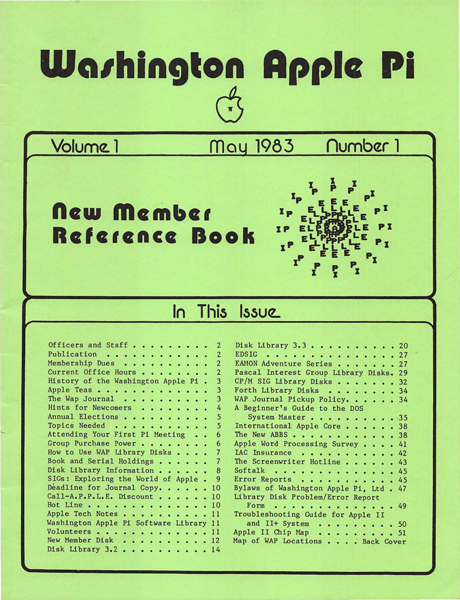 Washington Apple Pi
Volume 1 May 1983 Number 1
New Member
Reference Book
In This Issue
Officers and Staff . . . . . . . . . . 2
Publication . . . . . . . . . . 2
Membership Dues . . . . . . . . . . 2
Current Office Hours . . . . . . . . . 2
History of the Washington Apple Pi . 3
Apple Teas . . . . . . . . . . 3
The Wap Journal . . . . . . . . . . 3
Hints for Newcomers . . . . . . . . . 4
Annual Elections . . . . . . . . . . 5
Topics Needed . . . . . . . . . . 5
Attending Your First Pi Meeting . . 6
Group Purchase Power . . . . . . . . 6
How to Use WAP Library Disks . . . . 7
Book and Serial Holdings . . . . . . 7
Disk Library Information . . . . . . 8
SIGs: Exploring the World of Apple . 9
Deadline for Journal Copy. . . . . . 10
Call-A.P.P.L.E. Discount . . . . . . 10
Hot Line . . . . . . . . . . 10
Apple Tech Notes . . . . . . . . . . 11
Washington Apple Pi Software Library 11
Volunteers . . . . . . . . . . 11
New Member Disk . . . . . . . . . . 12
Disk Library 3.2 . . . . . . . . . . 14
Disk Library 3.3 . . . . . . . . . . 20
EDSIG . . . . . . . . . . 27
EAMON Adventure Series . . . . . . . 27
Pascal Interest Group Library Disks. 29
CP/M SIG Library Disks . . . . . . . 32
Forth Library Disks . . . . . . . . . 34
WAP Journal Pickup Policy. . . . . . 34
A Beginner's Guide to the DOS
System Master . . . . . . . . . . 35
International Apple Core . . . . . . 38
The New ABBS . . . . . . . . . . 38
Apple Word Processing Survey . . . . 41
IAC Insurance . . . . . . . . . . 42
The Screenwriter Hotline . . . . . . 43
Softalk . . . . . . . . . . 45
Error Reports . . . . . . . . . . 45
Bylaws of Washington Apple Pi, Ltd . 47
Library Disk Problem/Error Report
Form . . . . . . . . . . 49
Troubleshooting Guide for Apple II
and II+ System . . . . . . . . . . 50
Apple II Chip Map . . . . . . . . . . 51
Map of WAP Locations . . . . Back Cover